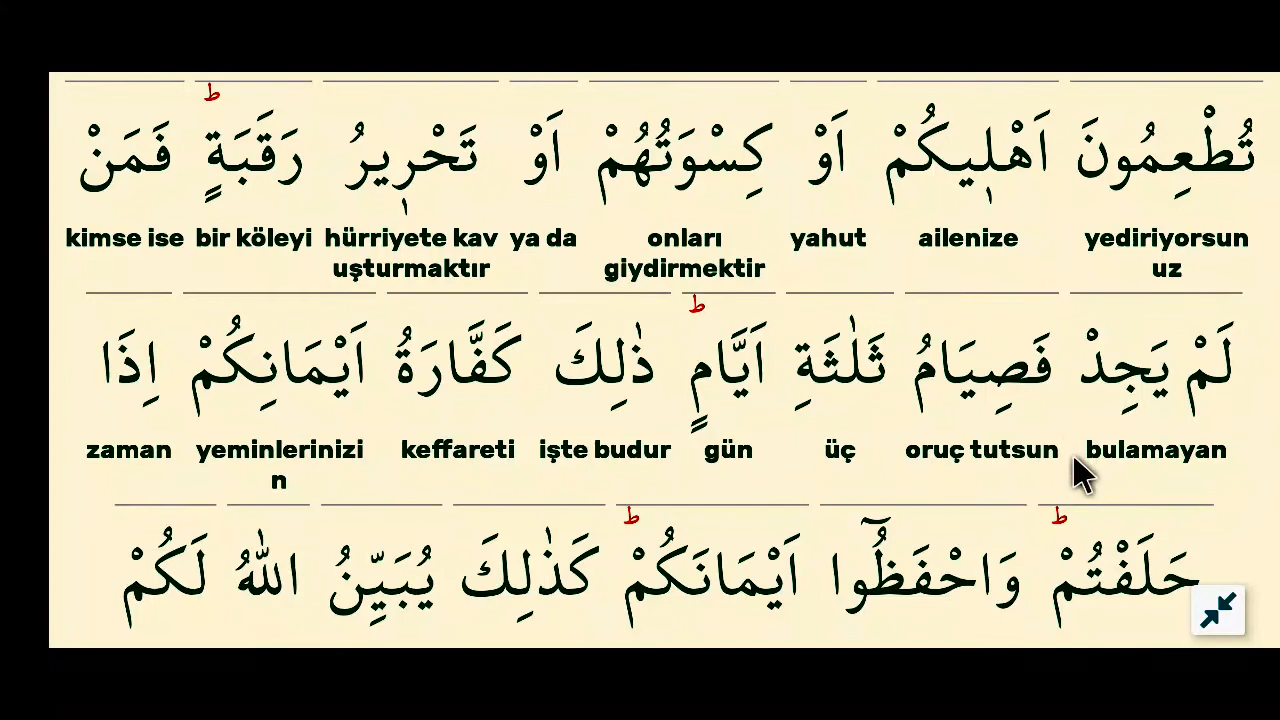 تُطْعِمُونَ اَهْلٖيكُمْ اَوْ كِسْوَتُهُمْ اَوْ تَحْرٖيرُ رَقَبَةٍۜ فَمَنْ
yediriyorsun ailenize yahut onları ya da hürriyete kav bir köleyi kimse ise
uz giydirmektir uşturmaktır
لَمْ يَجِدْ فَصِيَامُ ثَلٰثَةِ اَيَّامٍۜ ذٰلِكَ كَفَّارَةُ اَيْمَانِكُمْ اِذَا
bulamayan oruç tutsun üç gün işte budur keffareti yeminlerinizi zaman
n
حَلَفْتُمْۜ وَاحْفَظُٓوا اَيْمَانَكُمْۜ كَذٰلِكَ يُبَيِّنُ اللّٰهُ لَكُمْ